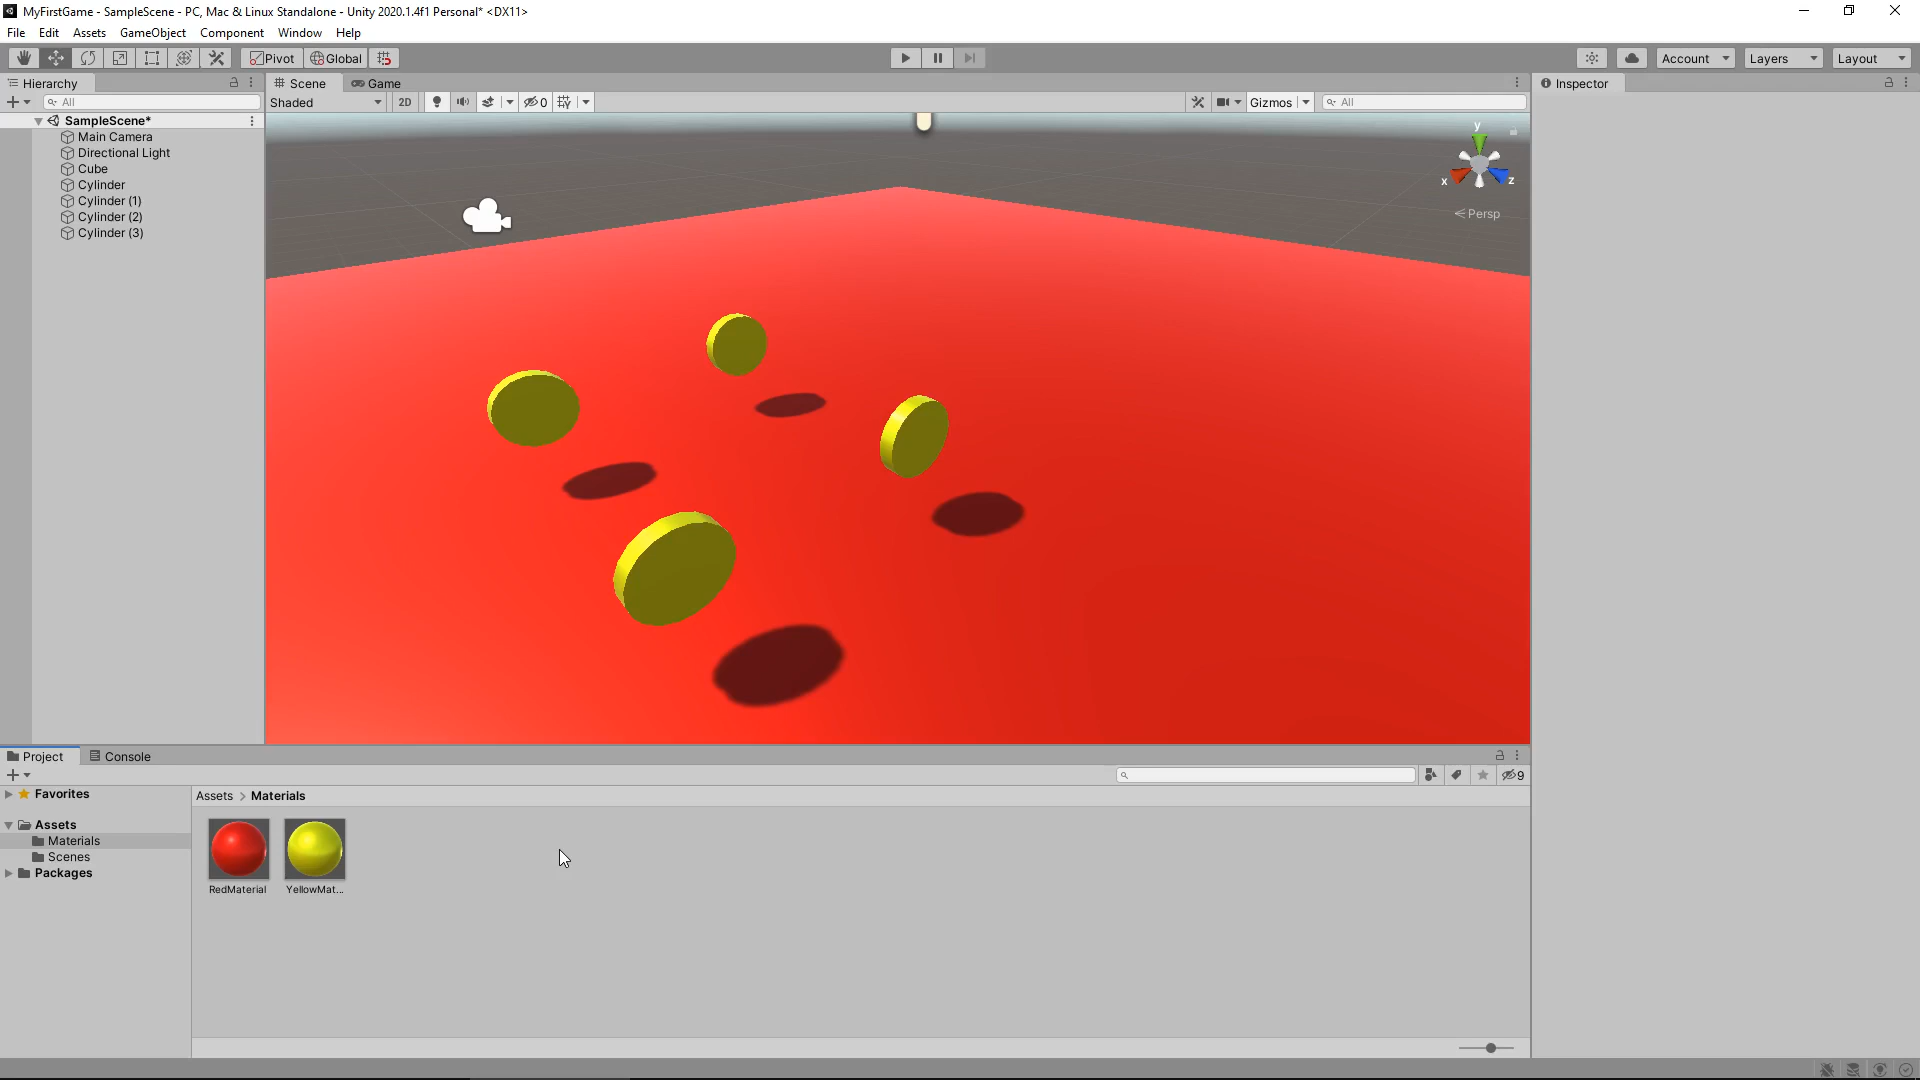 MyFirstGame - SampleScene - PC, Mac & Linux Standalone - Unity 2020.1.4f1 Personal* <DX11>
File Edit Assets GameObject Component Window Help
Pivot Global Account Layers Layout
Hierarchy Scene Game Inspector
All Shaded 2D 0 Gizmos All
SampleScene*
Main Camera
Directional Light
Cube
Cylinder
Cylinder (1)
Cylinder (2)
Cylinder (3)
y
x z
Persp
Project Console
9
Favorites
Assets > Materials
Assets
Materials
Scenes
Packages
RedMaterial YellowMat...